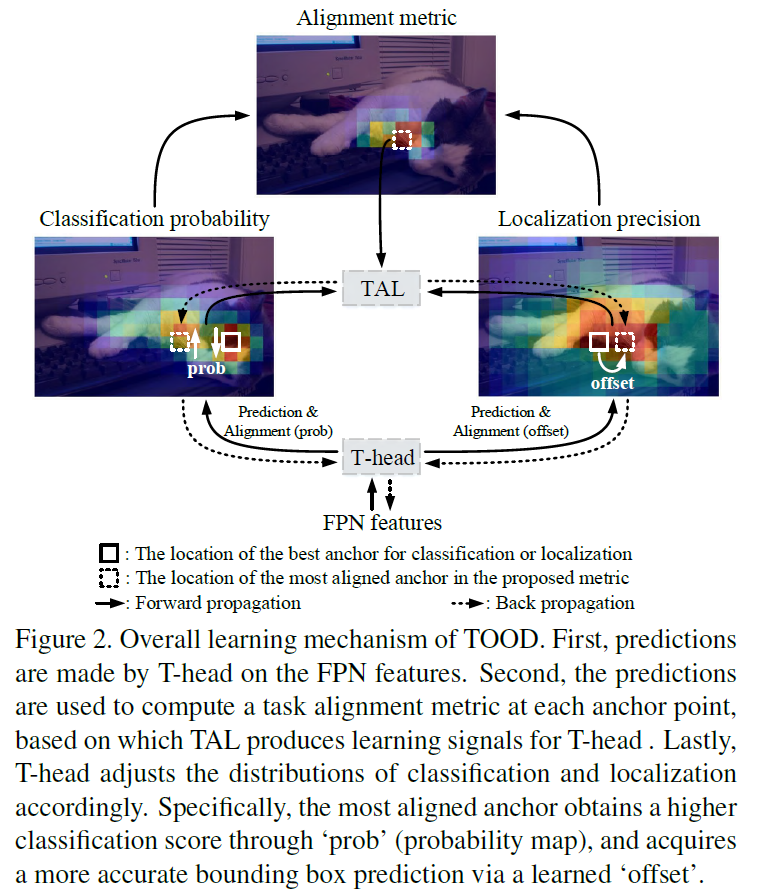 Alignment metric
Classification probability
Localization precision
TAL
prob
offset
Prediction &
Alignment (prob)
Prediction &
Alignment (offset)
T-head
FPN features
: The location of the best anchor for classification or localization
: The location of the most aligned anchor in the proposed metric
: Forward propagation
: Back propagation
Figure 2. Overall learning mechanism of TOOD. First, predictions
are made by T-head on the FPN features. Second, the predictions
are used to compute a task alignment metric at each anchor point,
based on which TAL produces learning signals for T-head . Lastly,
T-head adjusts the distributions of classification and localization
accordingly. Specifically, the most aligned anchor obtains a higher
classification score through ‘prob’ (probability map), and acquires
a more accurate bounding box prediction via a learned ‘offset’.